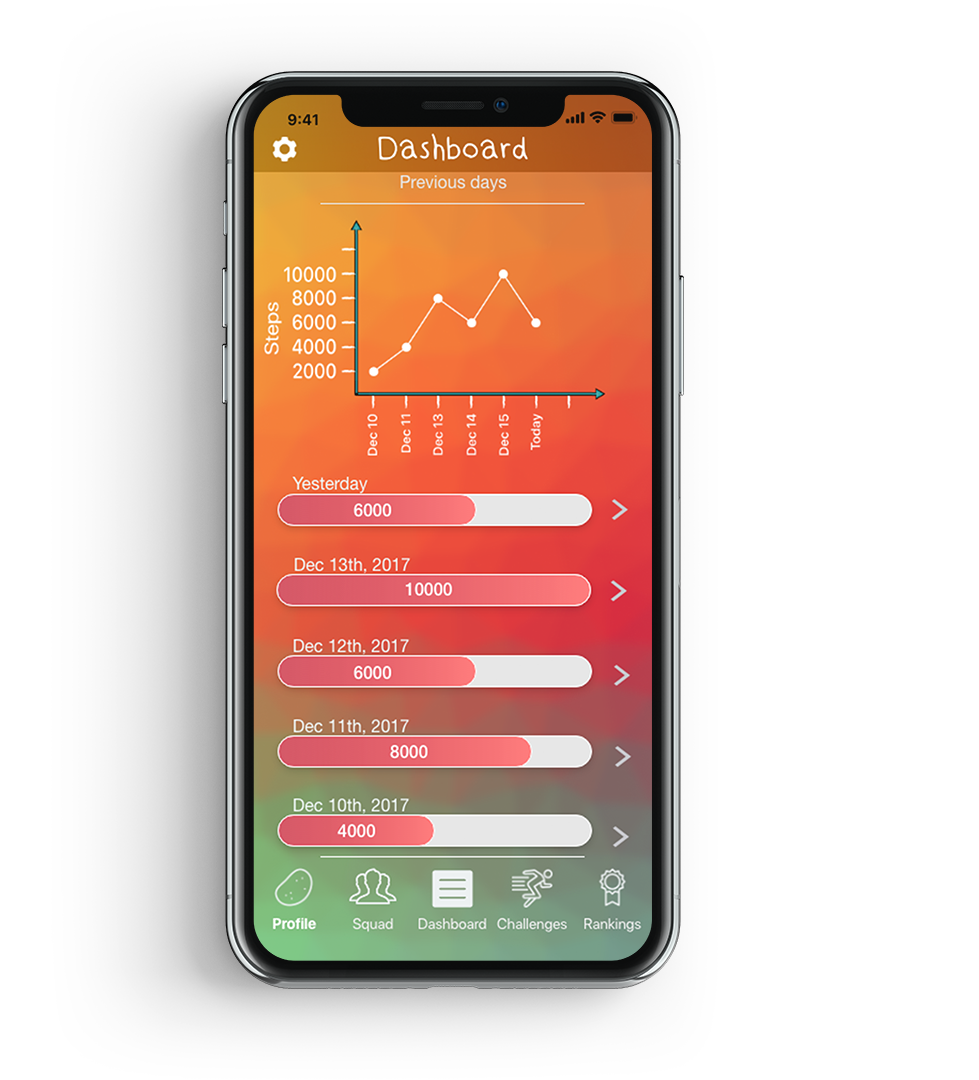 9:41
Dashboard
Previous days
Steps
10000
8000
6000
4000
2000
Dec 10
Dec 11
Dec 13
Dec 14
Dec 15
Today
Yesterday
6000
Dec 13th, 2017
10000
Dec 12th, 2017
6000
Dec 11th, 2017
8000
Dec 10th, 2017
4000
Profile Squad Dashboard Challenges Rankings